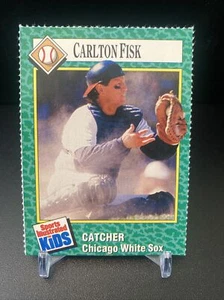 CARLTON FISK
Sports Illustrated
KIDS
CATCHER
Chicago White Sox